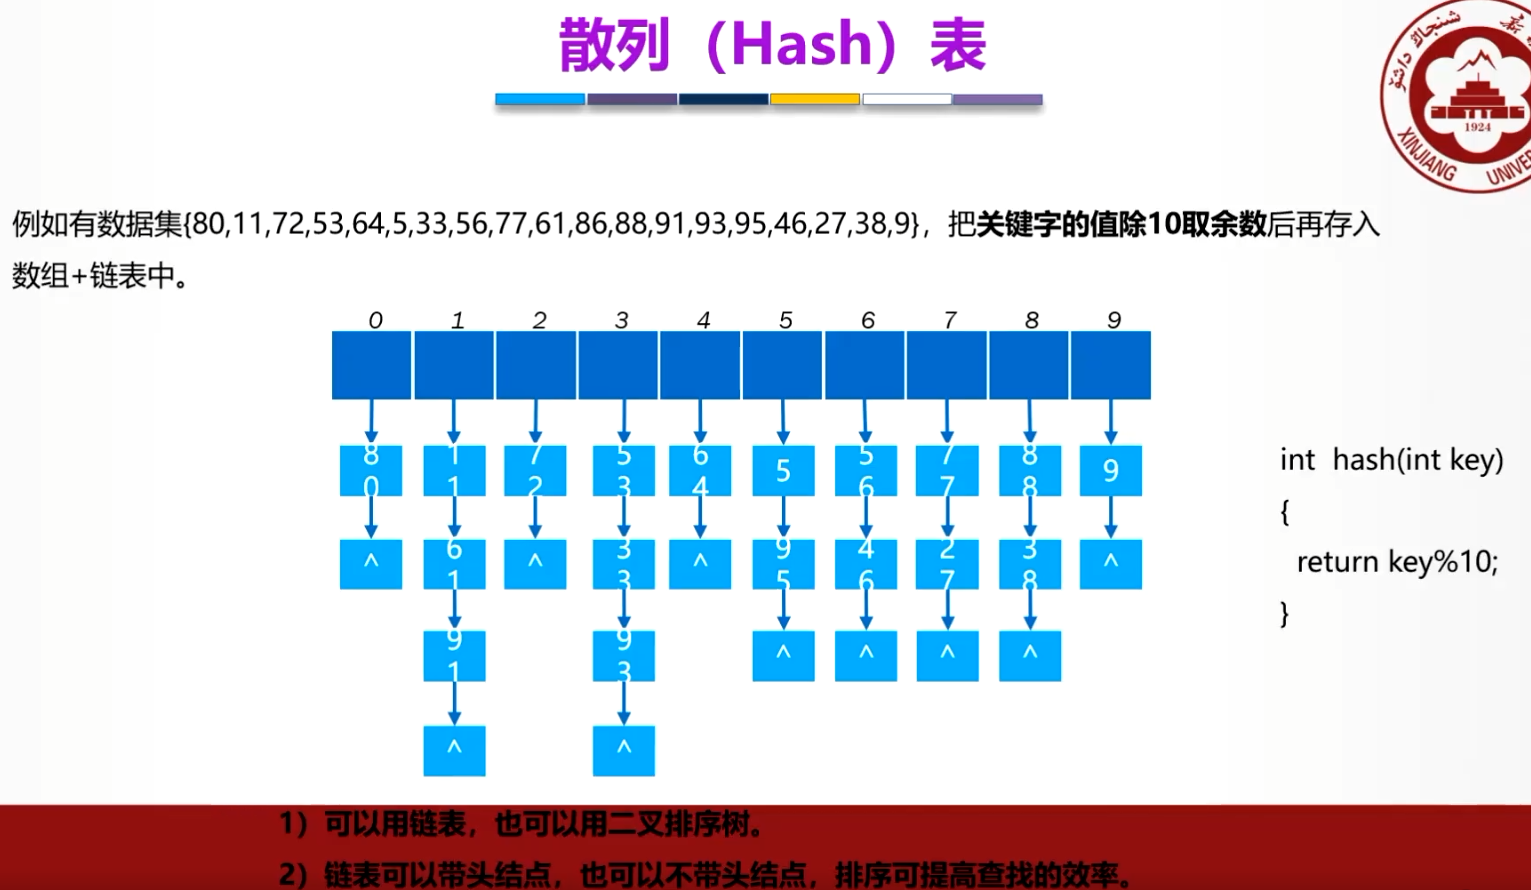 散列（Hash）表
شىنجاڭ داشۆ
新
1924
XINJIANG UNIVE
例如有数据集{80,11,72,53,64,5,33,56,77,61,86,88,91,93,95,46,27,38,9}，把关键字的值除10取余数后再存入
数组+链表中。
0 1 2 3 4 5 6 7 8 9
80 11 72 53 64 5 56 77 88 9
^ 61 ^ 33 ^ 95 46 27 38 ^
91 93 ^ ^ ^ ^
^ ^
int hash(int key)
{
return key%10;
}
1）可以用链表，也可以用二叉排序树。
2）链表可以带头结点，也可以不带头结点，排序可提高查找的效率。